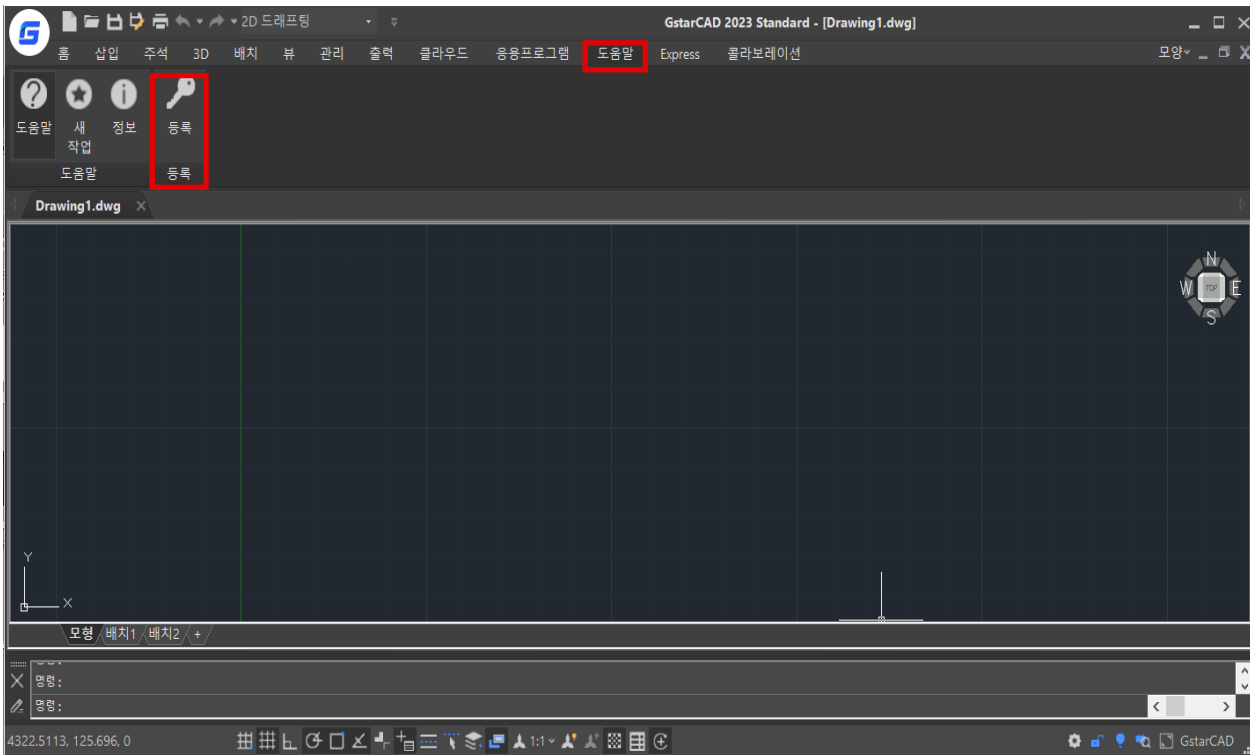 2D 드래프팅
GstarCAD 2023 Standard - [Drawing1.dwg]
홈 삽입 주석 3D 배치 뷰 관리 출력 클라우드 응용프로그램 도움말 Express 콜라보레이션 모양
도움말 새 작업 정보 등록
도움말 등록
Drawing1.dwg
N
W TOP E
S
Y
X
모형 배치1 배치2 +
명령:
명령:
4322.5113, 125.696, 0 1:1 GstarCAD